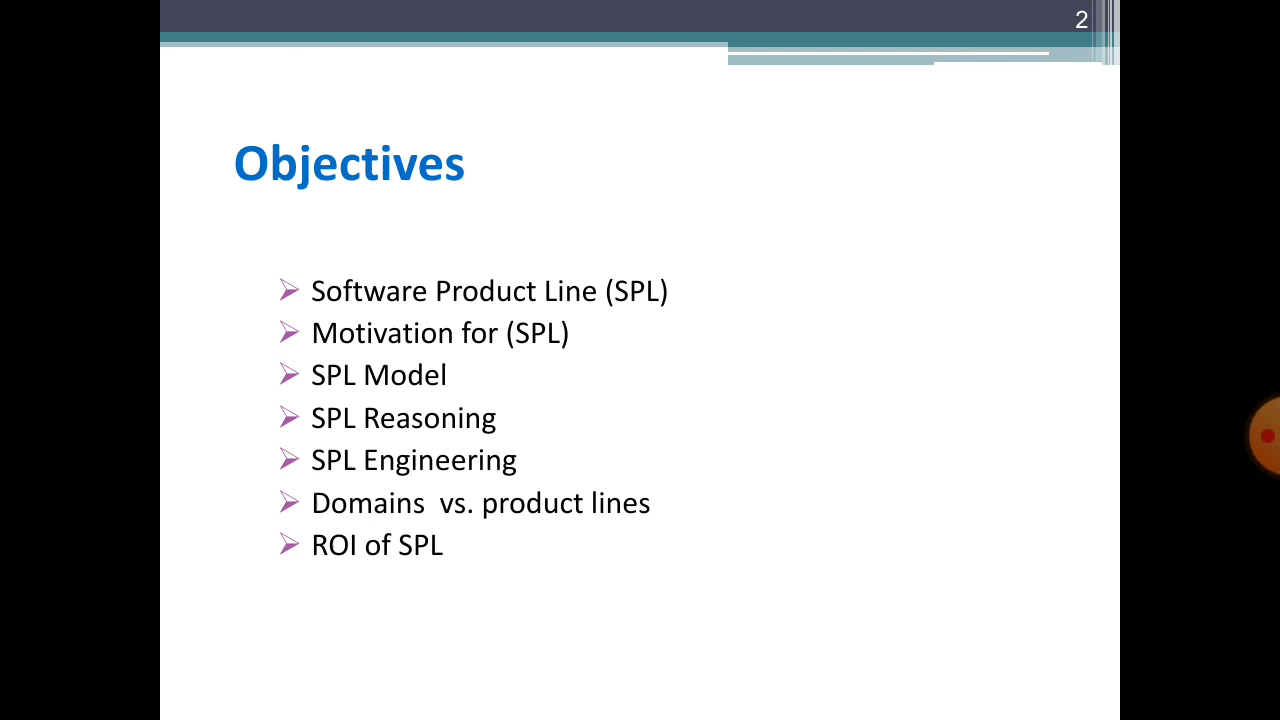 2
Objectives
Software Product Line (SPL)
Motivation for (SPL)
SPL Model
SPL Reasoning
SPL Engineering
Domains  vs. product lines
ROI of SPL